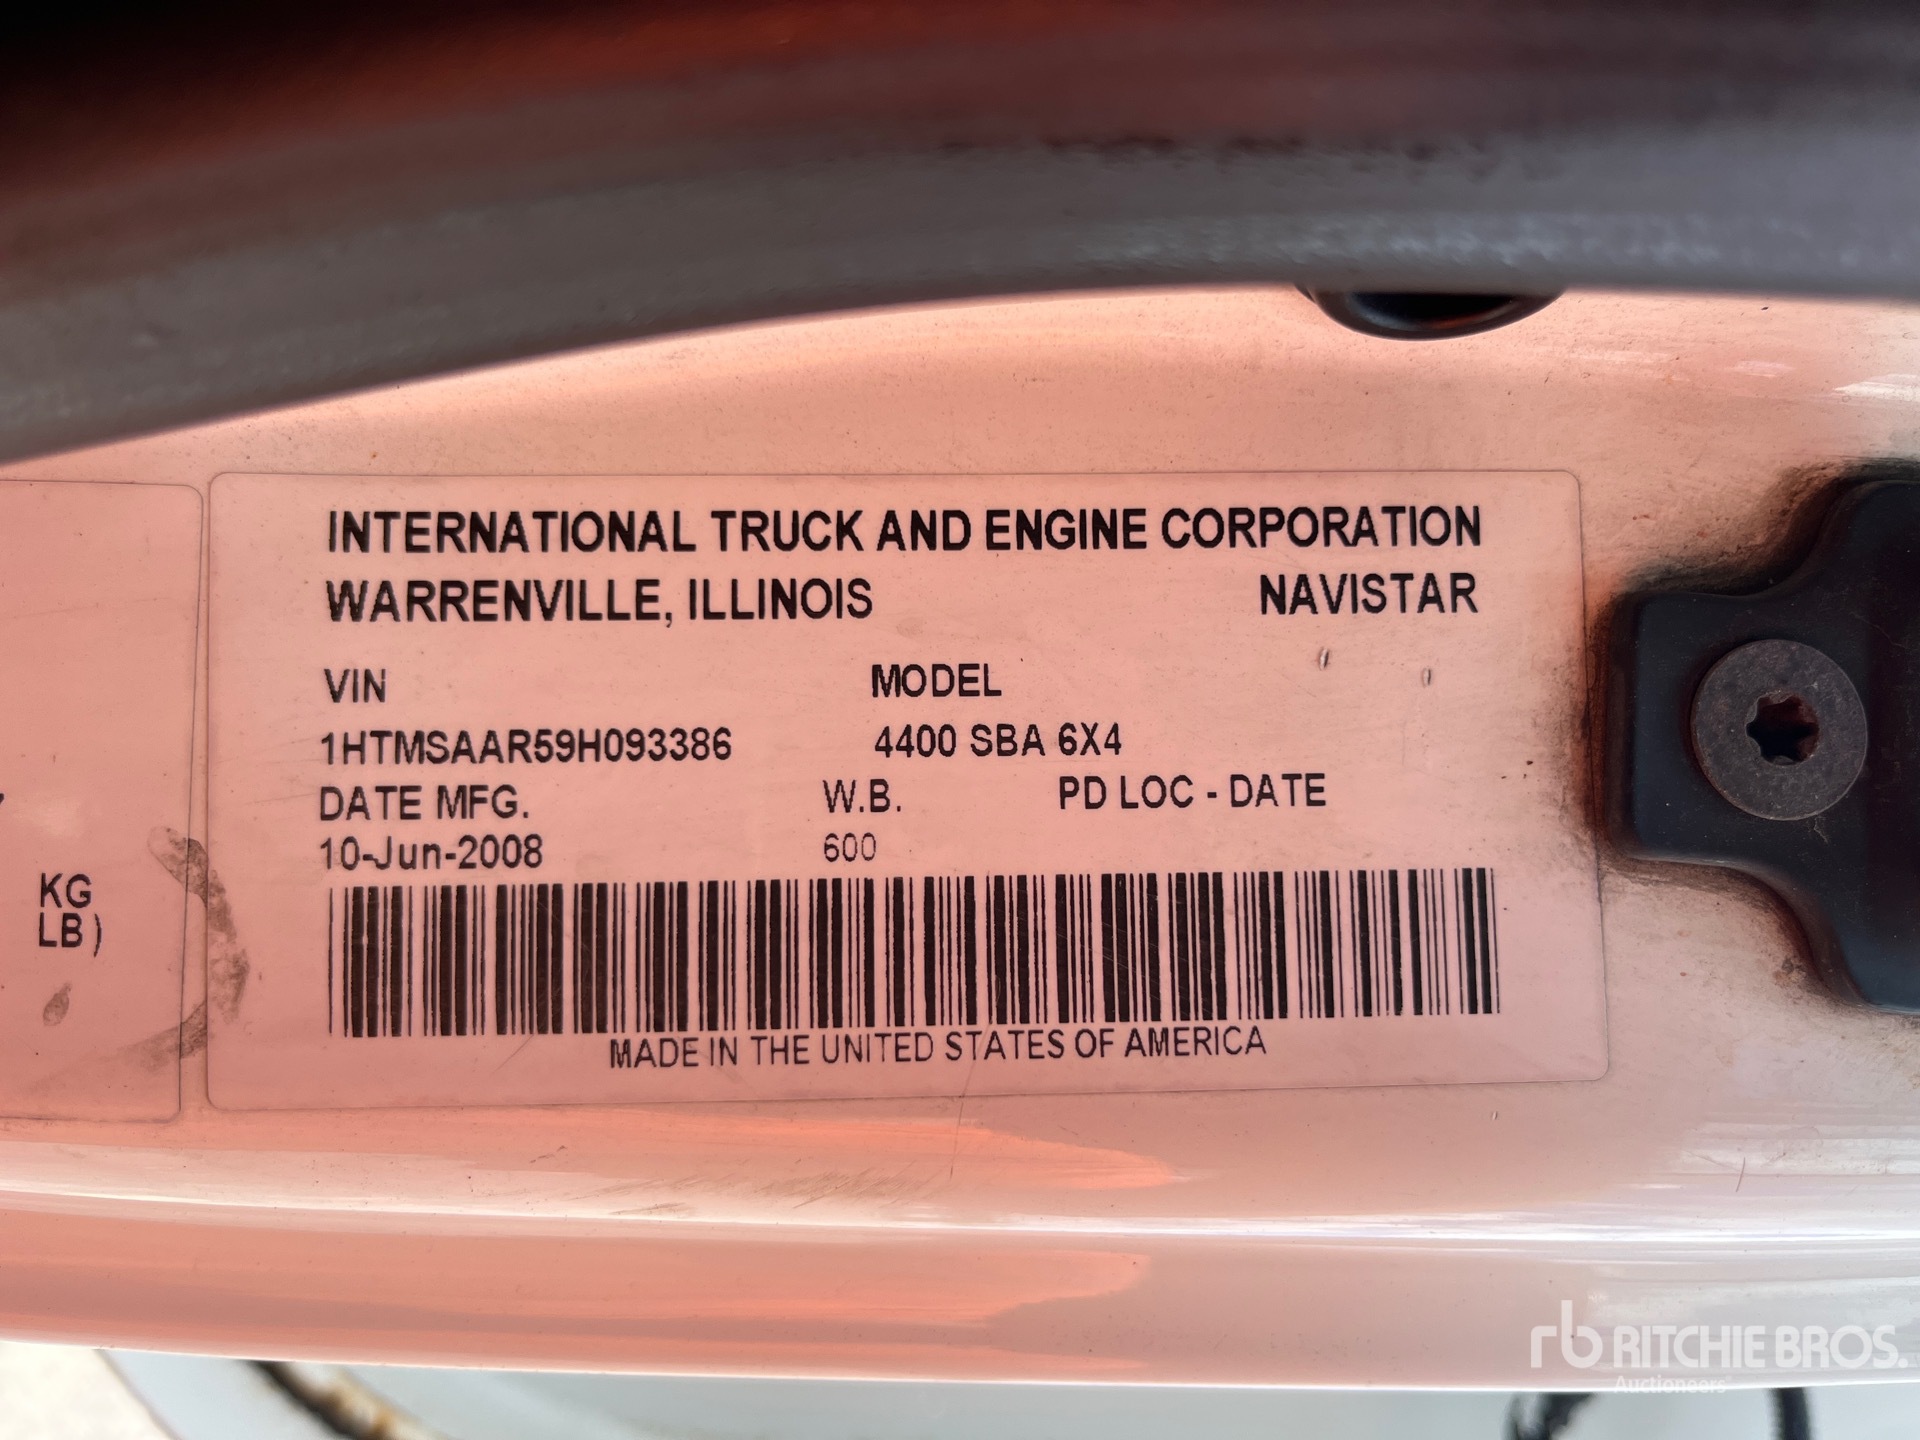 INTERNATIONAL TRUCK AND ENGINE CORPORATION
WARRENVILLE, ILLINOIS NAVISTAR
VIN MODEL
1HTMSAAR59H093386 4400 SBA 6X4
DATE MFG. W.B. PD LOC - DATE
10-Jun-2008 600
MADE IN THE UNITED STATES OF AMERICA
KG
LB)
rb RITCHIE BROS.
Auctioneers